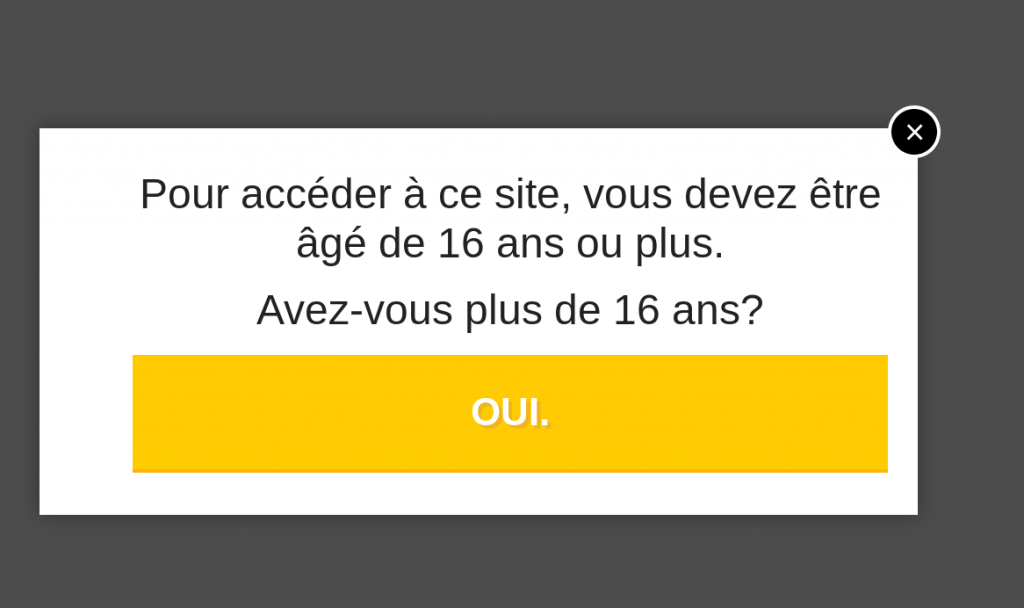 Pour accéder à ce site, vous devez être
âgé de 16 ans ou plus.
Avez-vous plus de 16 ans?
OUI.